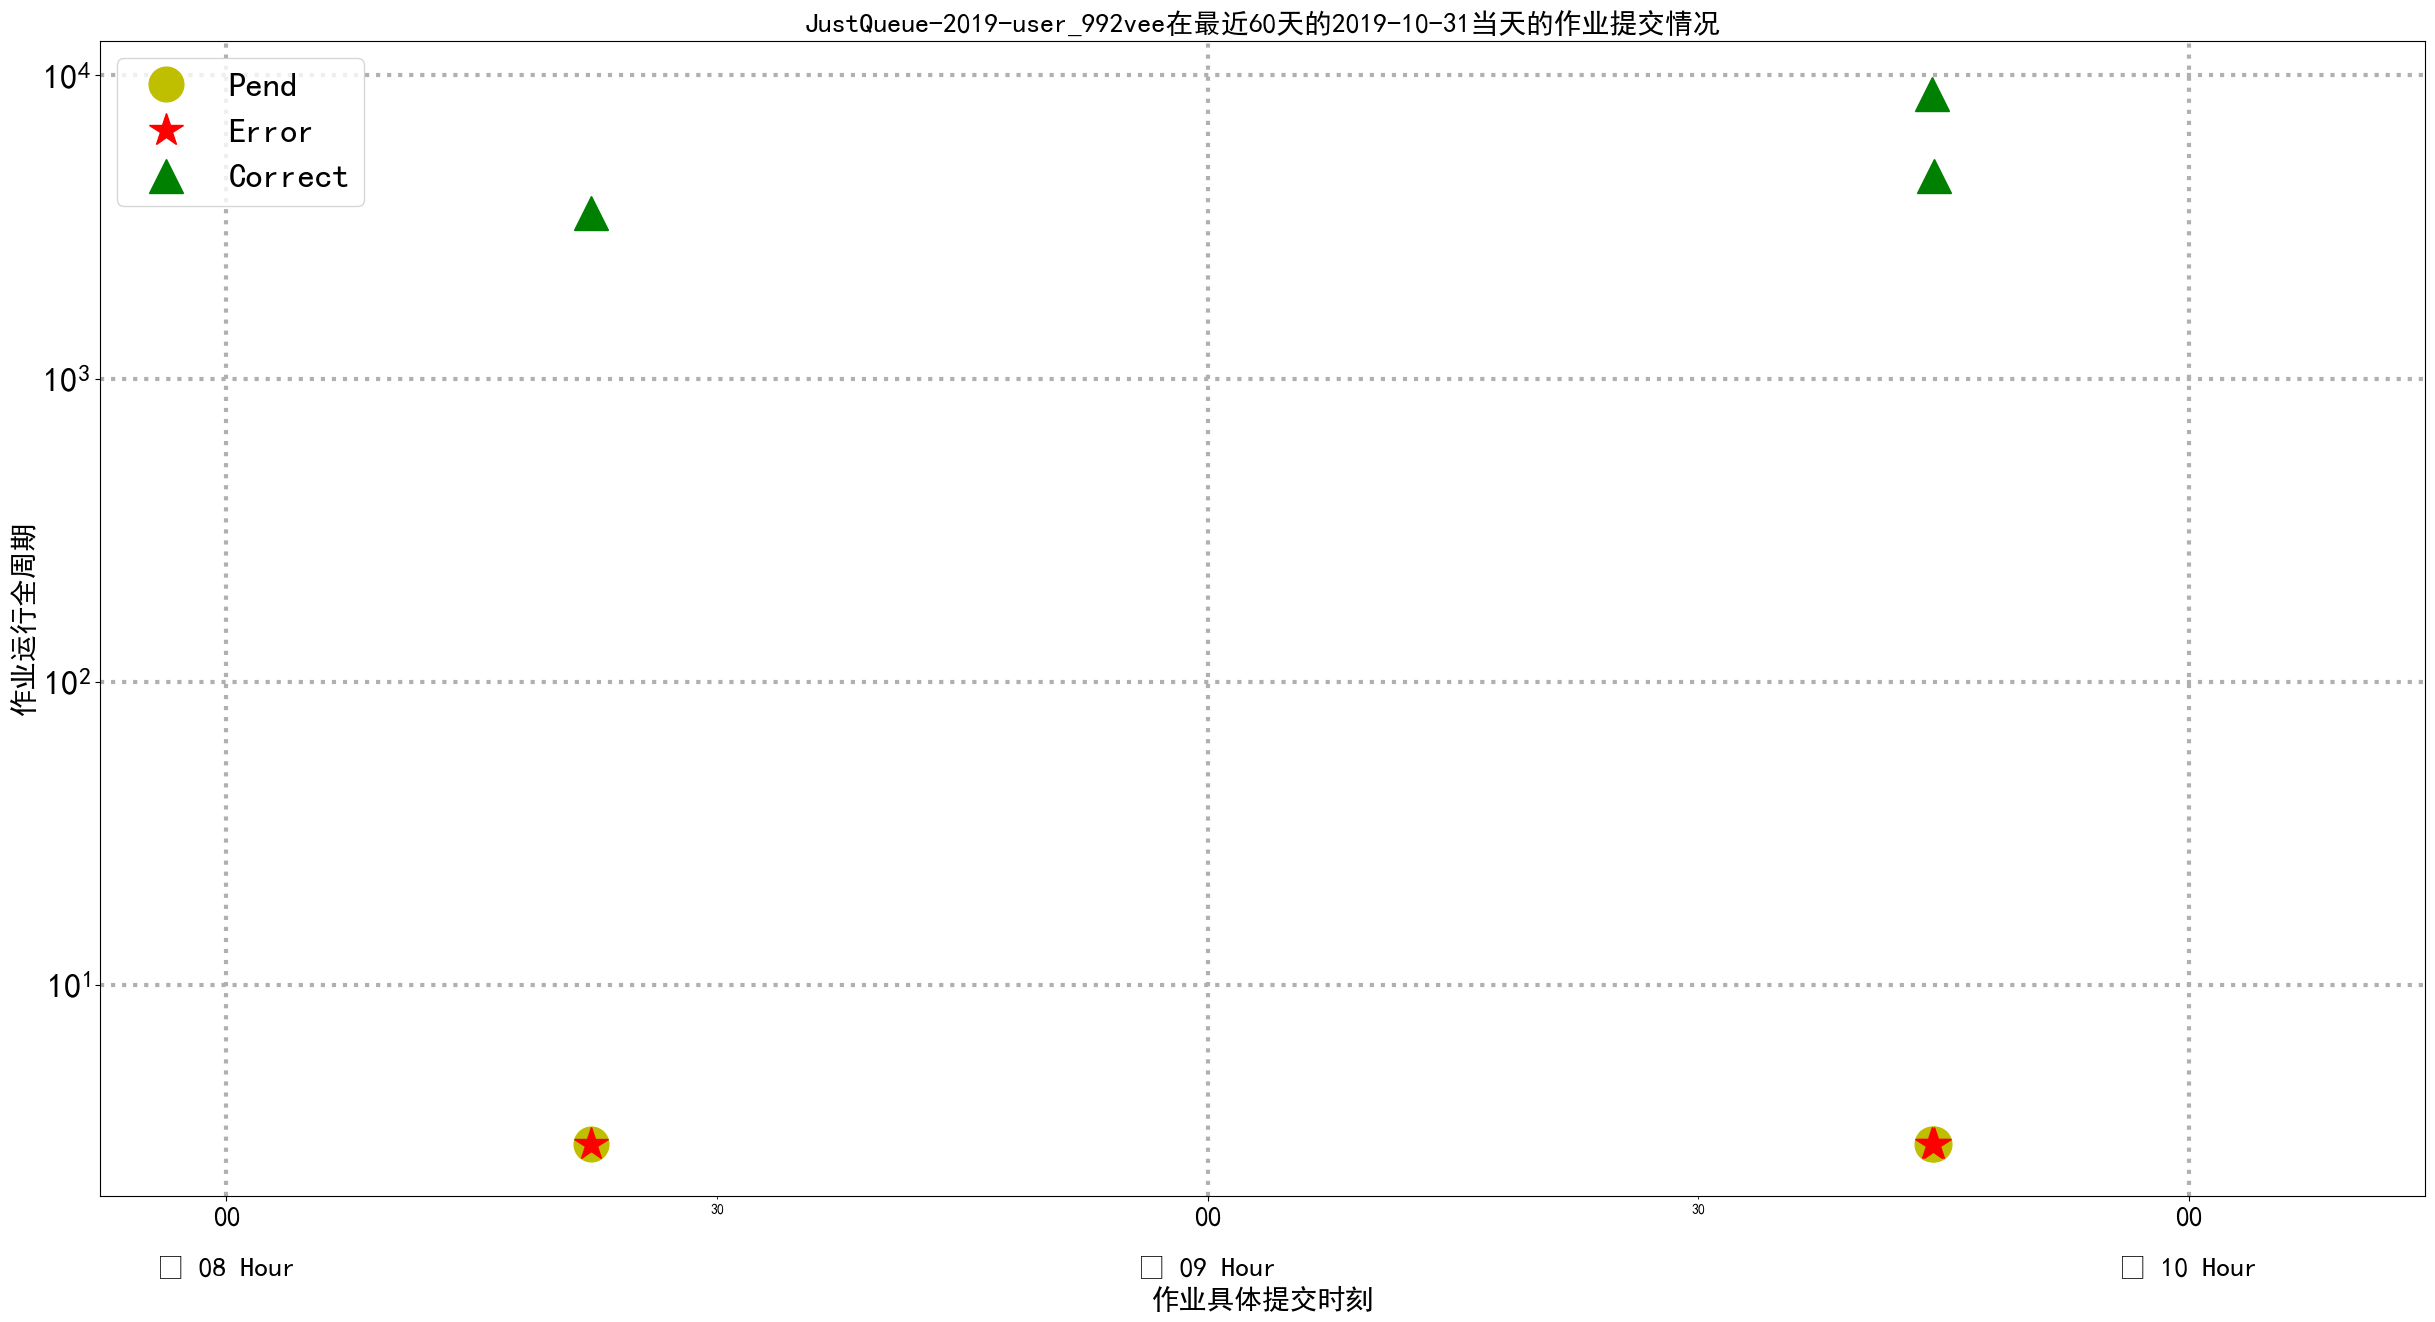 JustQueue-2019-user_992vee在最近60天的2019-10-31当天的作业提交情况
Pend
Error
Correct
10⁴
10³
10²
10¹
作业运行全周期
00 30 00 30 00
□ 08 Hour □ 09 Hour □ 10 Hour
作业具体提交时刻